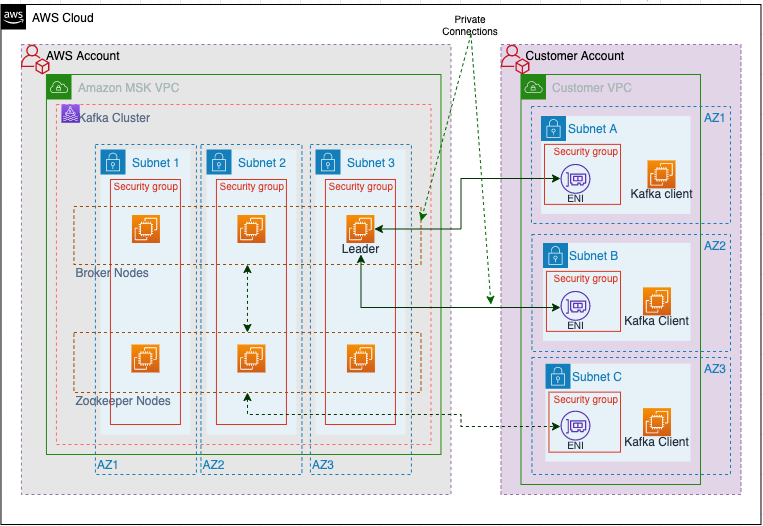 aws
AWS Cloud
Private
Connections
AWS Account
Customer Account
Amazon MSK VPC
Customer VPC
Kafka Cluster
AZ1
Subnet A
Security group
ENI
Kafka client
Subnet 1
Subnet 2
Subnet 3
Security group
Security group
Security group
Leader
Broker Nodes
AZ2
Subnet B
Security group
ENI
Kafka Client
AZ3
Subnet C
Security group
ENI
Kafka Client
Zookeeper Nodes
AZ1
AZ2
AZ3